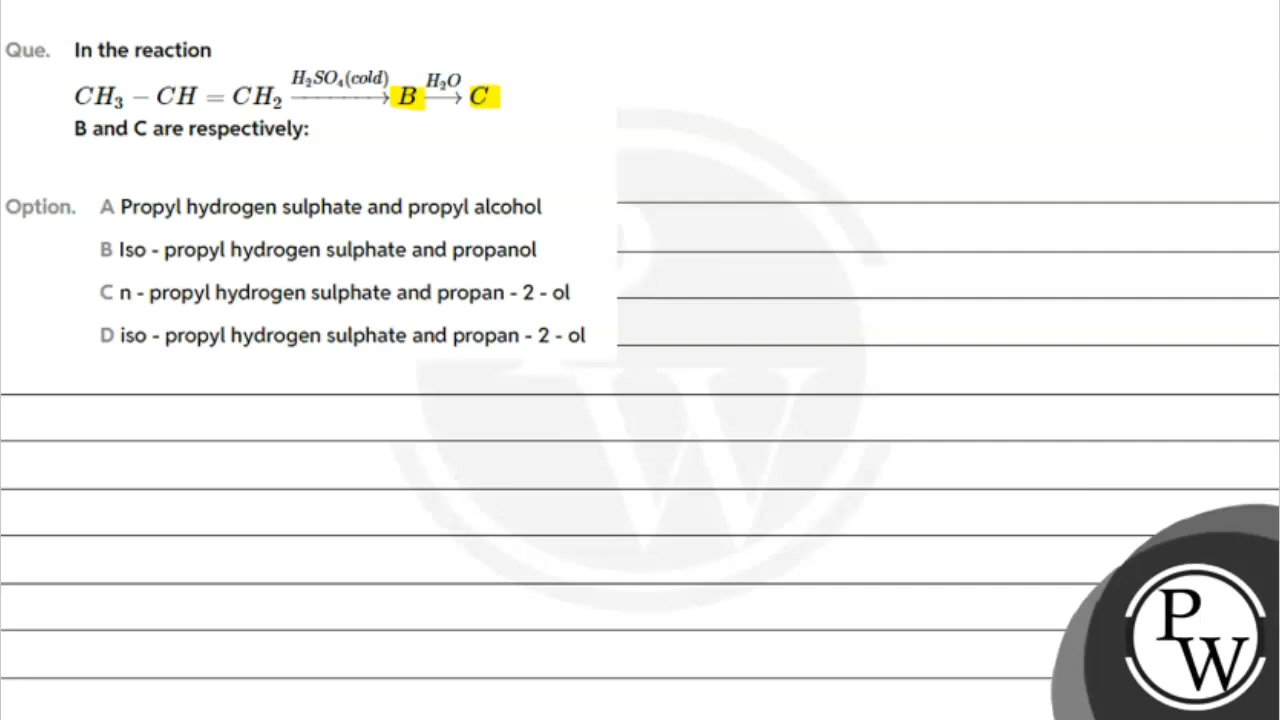 Que. In the reaction
CH₃ − CH = CH₂ \xrightarrow{H₂SO₄(cold)} B \xrightarrow{H₂O} C
B and C are respectively:
Option. A Propyl hydrogen sulphate and propyl alcohol
B Iso - propyl hydrogen sulphate and propanol
C n - propyl hydrogen sulphate and propan - 2 - ol
D iso - propyl hydrogen sulphate and propan - 2 - ol
P
W
P
W